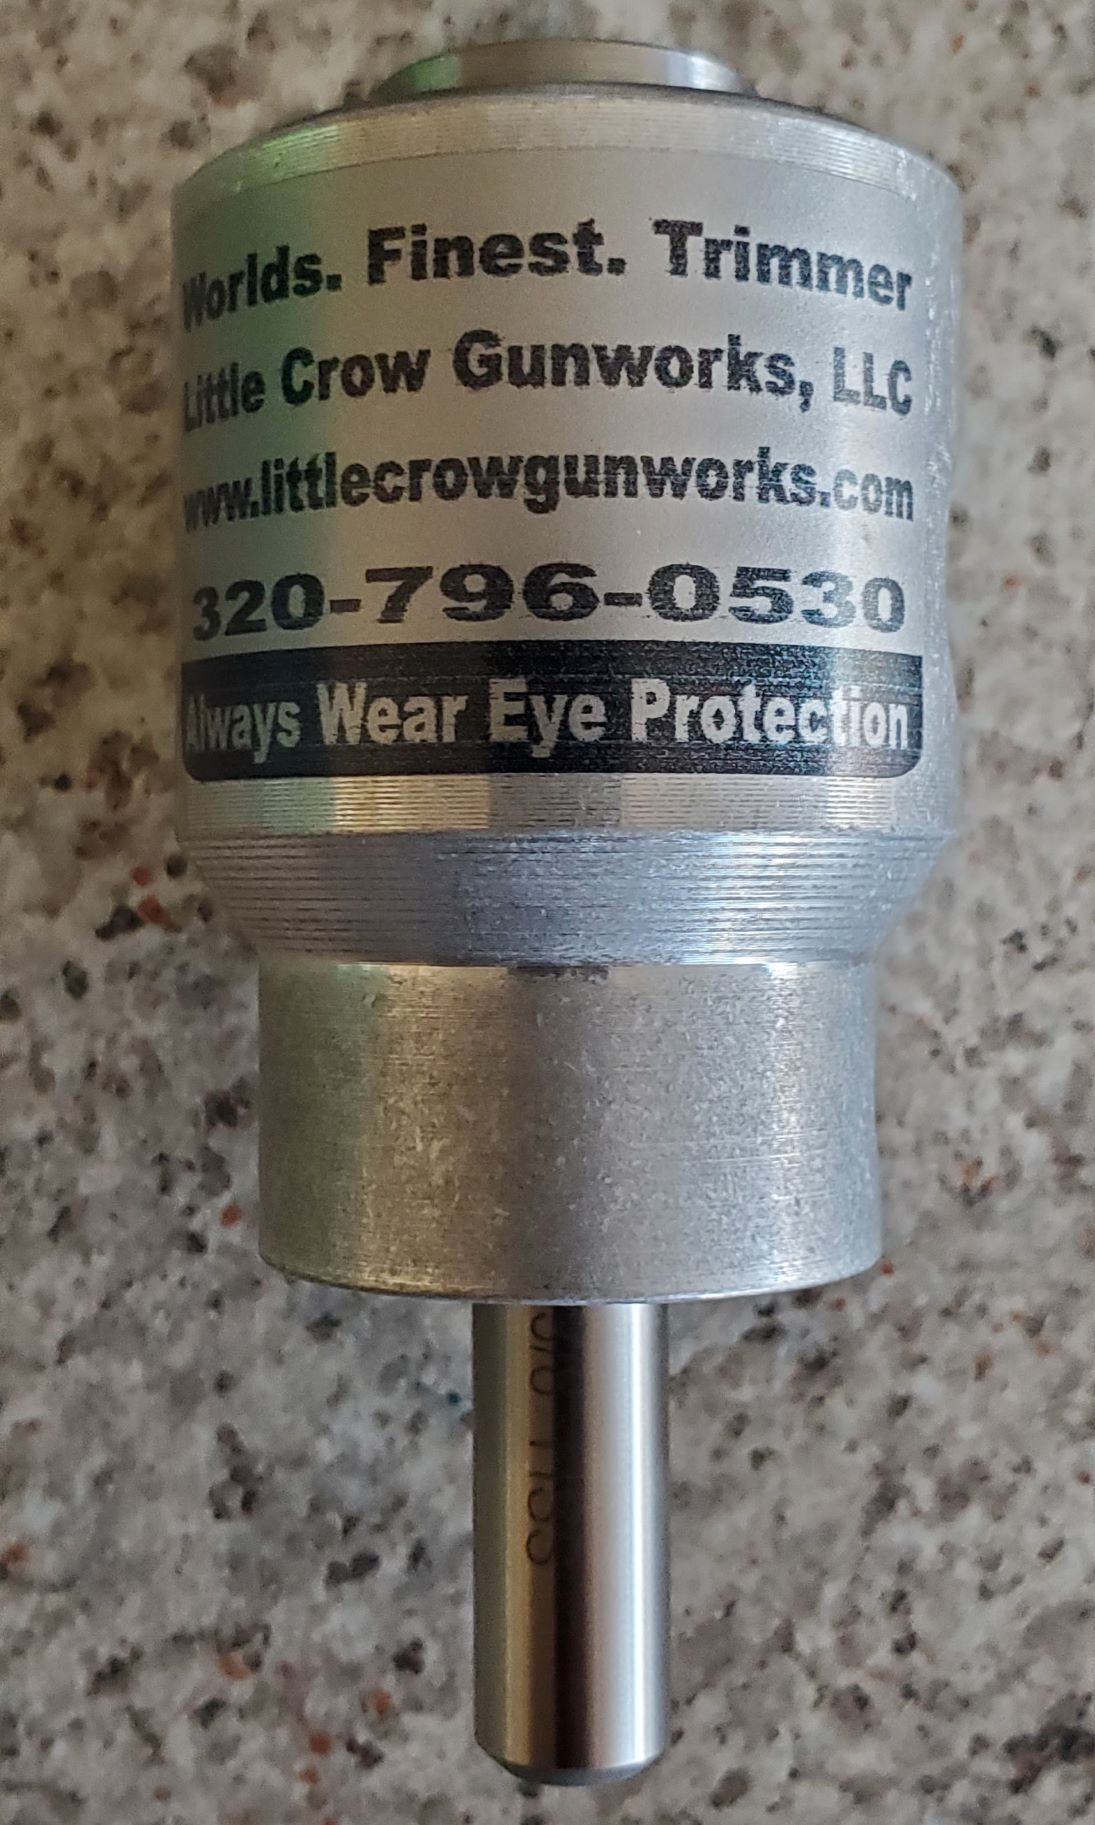 Worlds. Finest. Trimmer
Little Crow Gunworks, LLC
www.littlecrowgunworks.com
320-796-0530
Always Wear Eye Protection